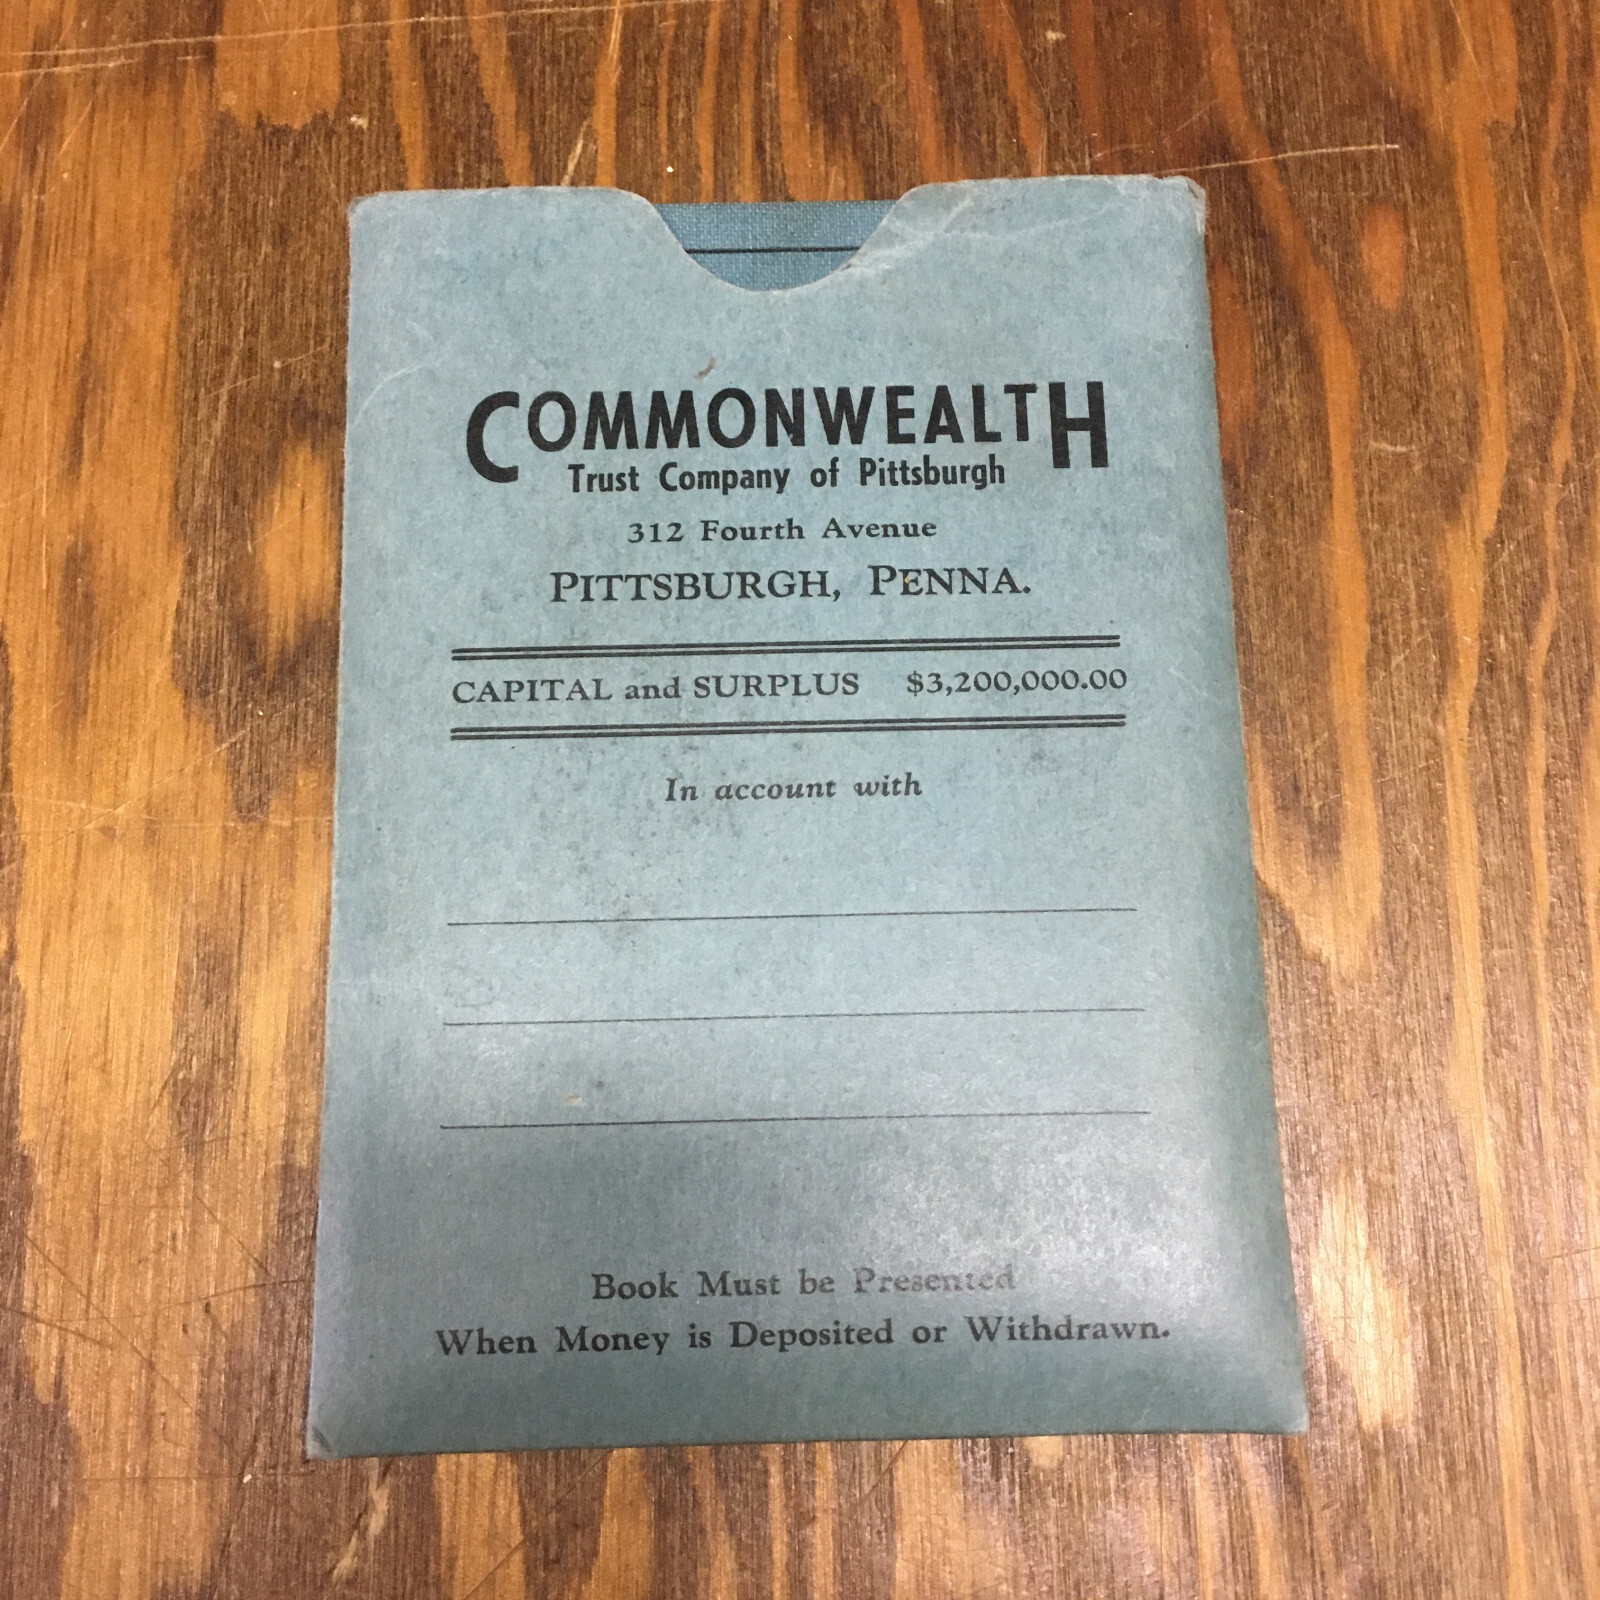 COMMONWEALTH
Trust Company of Pittsburgh
312 Fourth Avenue
PITTSBURGH, PENNA.
CAPITAL and SURPLUS $3,200,000.00
In account with
Book Must be Presented
When Money is Deposited or Withdrawn.